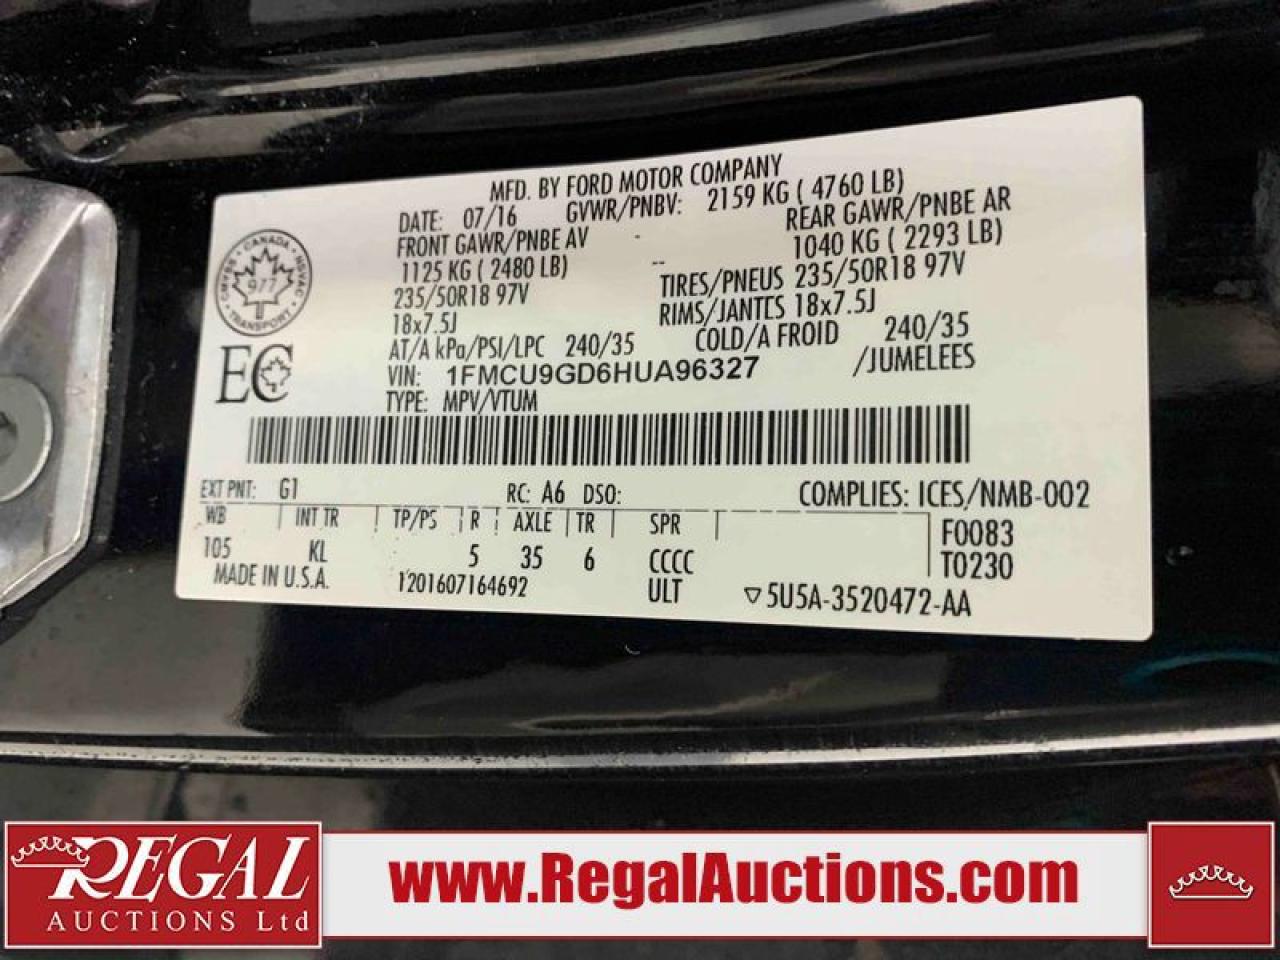 MFD. BY FORD MOTOR COMPANY
DATE: 07/16 GVWR/PNBV: 2159 KG ( 4760 LB)
FRONT GAWR/PNBE AV - REAR GAWR/PNBE AR
1125 KG ( 2480 LB) -- 1040 KG ( 2293 LB)
235/50R18 97V TIRES/PNEUS 235/50R18 97V
18x7.5J RIMS/JANTES 18x7.5J
AT/A kPa/PSI/LPC 240/35 COLD/A FROID 240/35
VIN: 1FMCU9GD6HUA96327 /JUMELEES
TYPE: MPV/VTUM
CANADA
CMVSS NSVAC
977
TRANSPORT
EC
EXT PNT: G1 RC: A6 DSO: COMPLIES: ICES/NMB-002
WB INT TR TP/PS R AXLE TR SPR F0083
105 KL 5 35 6 CCCC T0230
MADE IN U.S.A. 1201607164692 ULT 5U5A-3520472-AA
REGAL
AUCTIONS Ltd
www.RegalAuctions.com